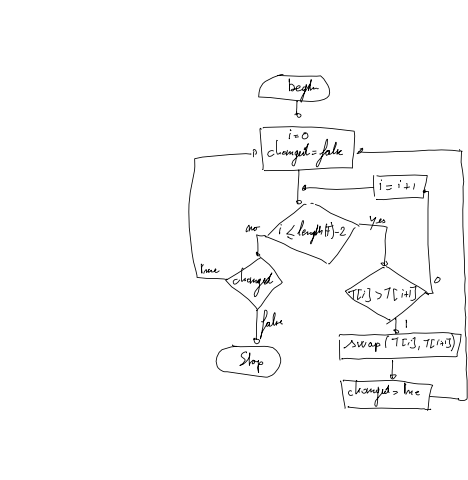 begin
i=0
changed=false
i=i+1
i≤length(T)-2
no
yes
changed
true
false
Stop
T[i]>T[i+1]
0
1
swap(T[i],T[i+1])
changed=true